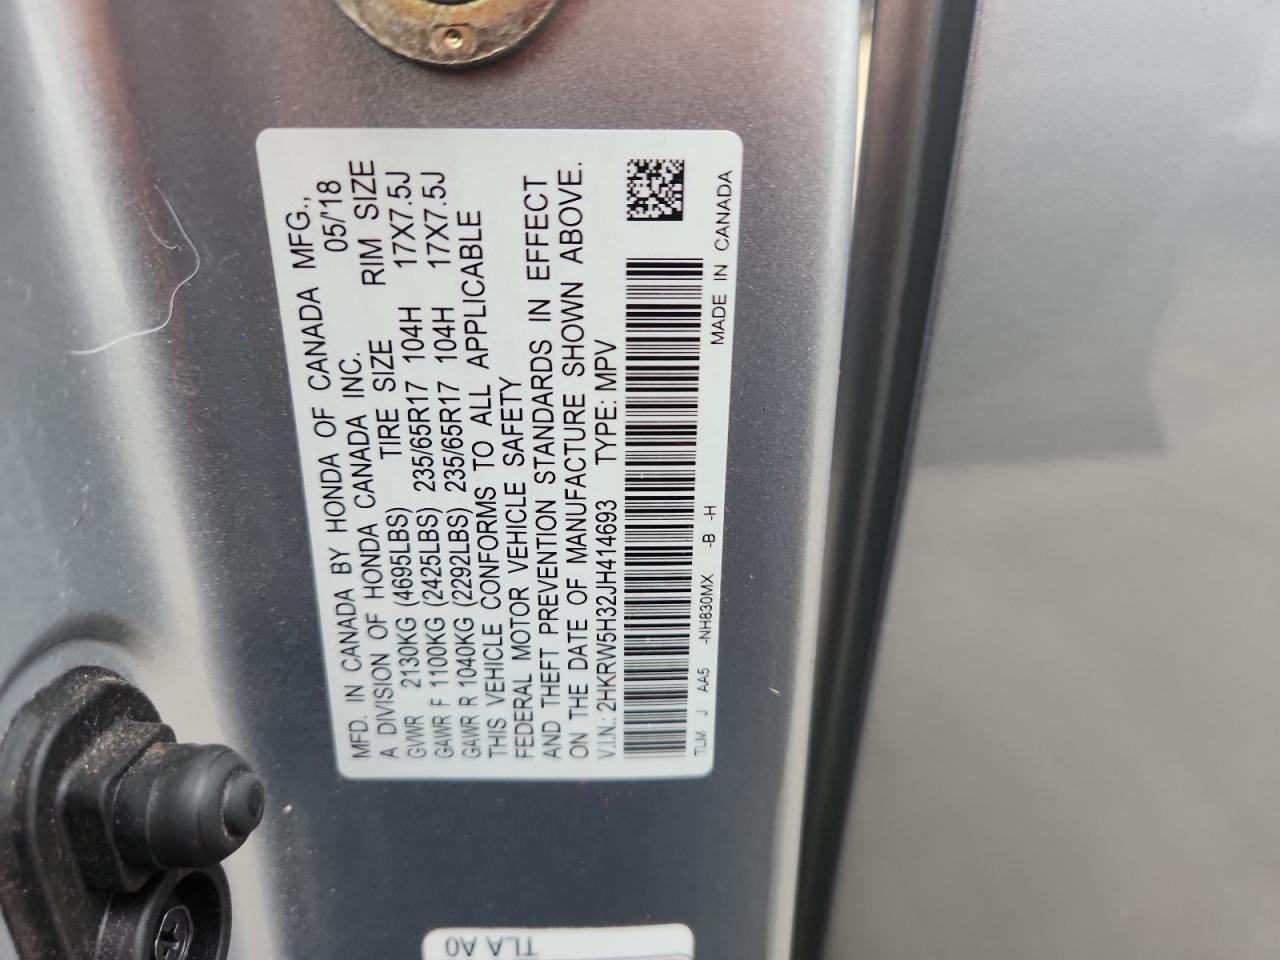 MFD. IN CANADA BY HONDA OF CANADA MFG.,
A DIVISION OF HONDA CANADA INC. 05/'18
TIRE SIZE RIM SIZE
GVWR 2130KG (4695LBS)
GAWR F 1100KG (2425LBS) 235/65R17 104H 17X7.5J
GAWR R 1040KG (2292LBS) 235/65R17 104H 17X7.5J
THIS VEHICLE CONFORMS TO ALL APPLICABLE
FEDERAL MOTOR VEHICLE SAFETY
AND THEFT PREVENTION STANDARDS IN EFFECT
ON THE DATE OF MANUFACTURE SHOWN ABOVE.
V.I.N.: 2HKRW5H32JH414693 TYPE: MPV
TLM J AA5 -NH830MX -B -H MADE IN CANADA
TLA A0